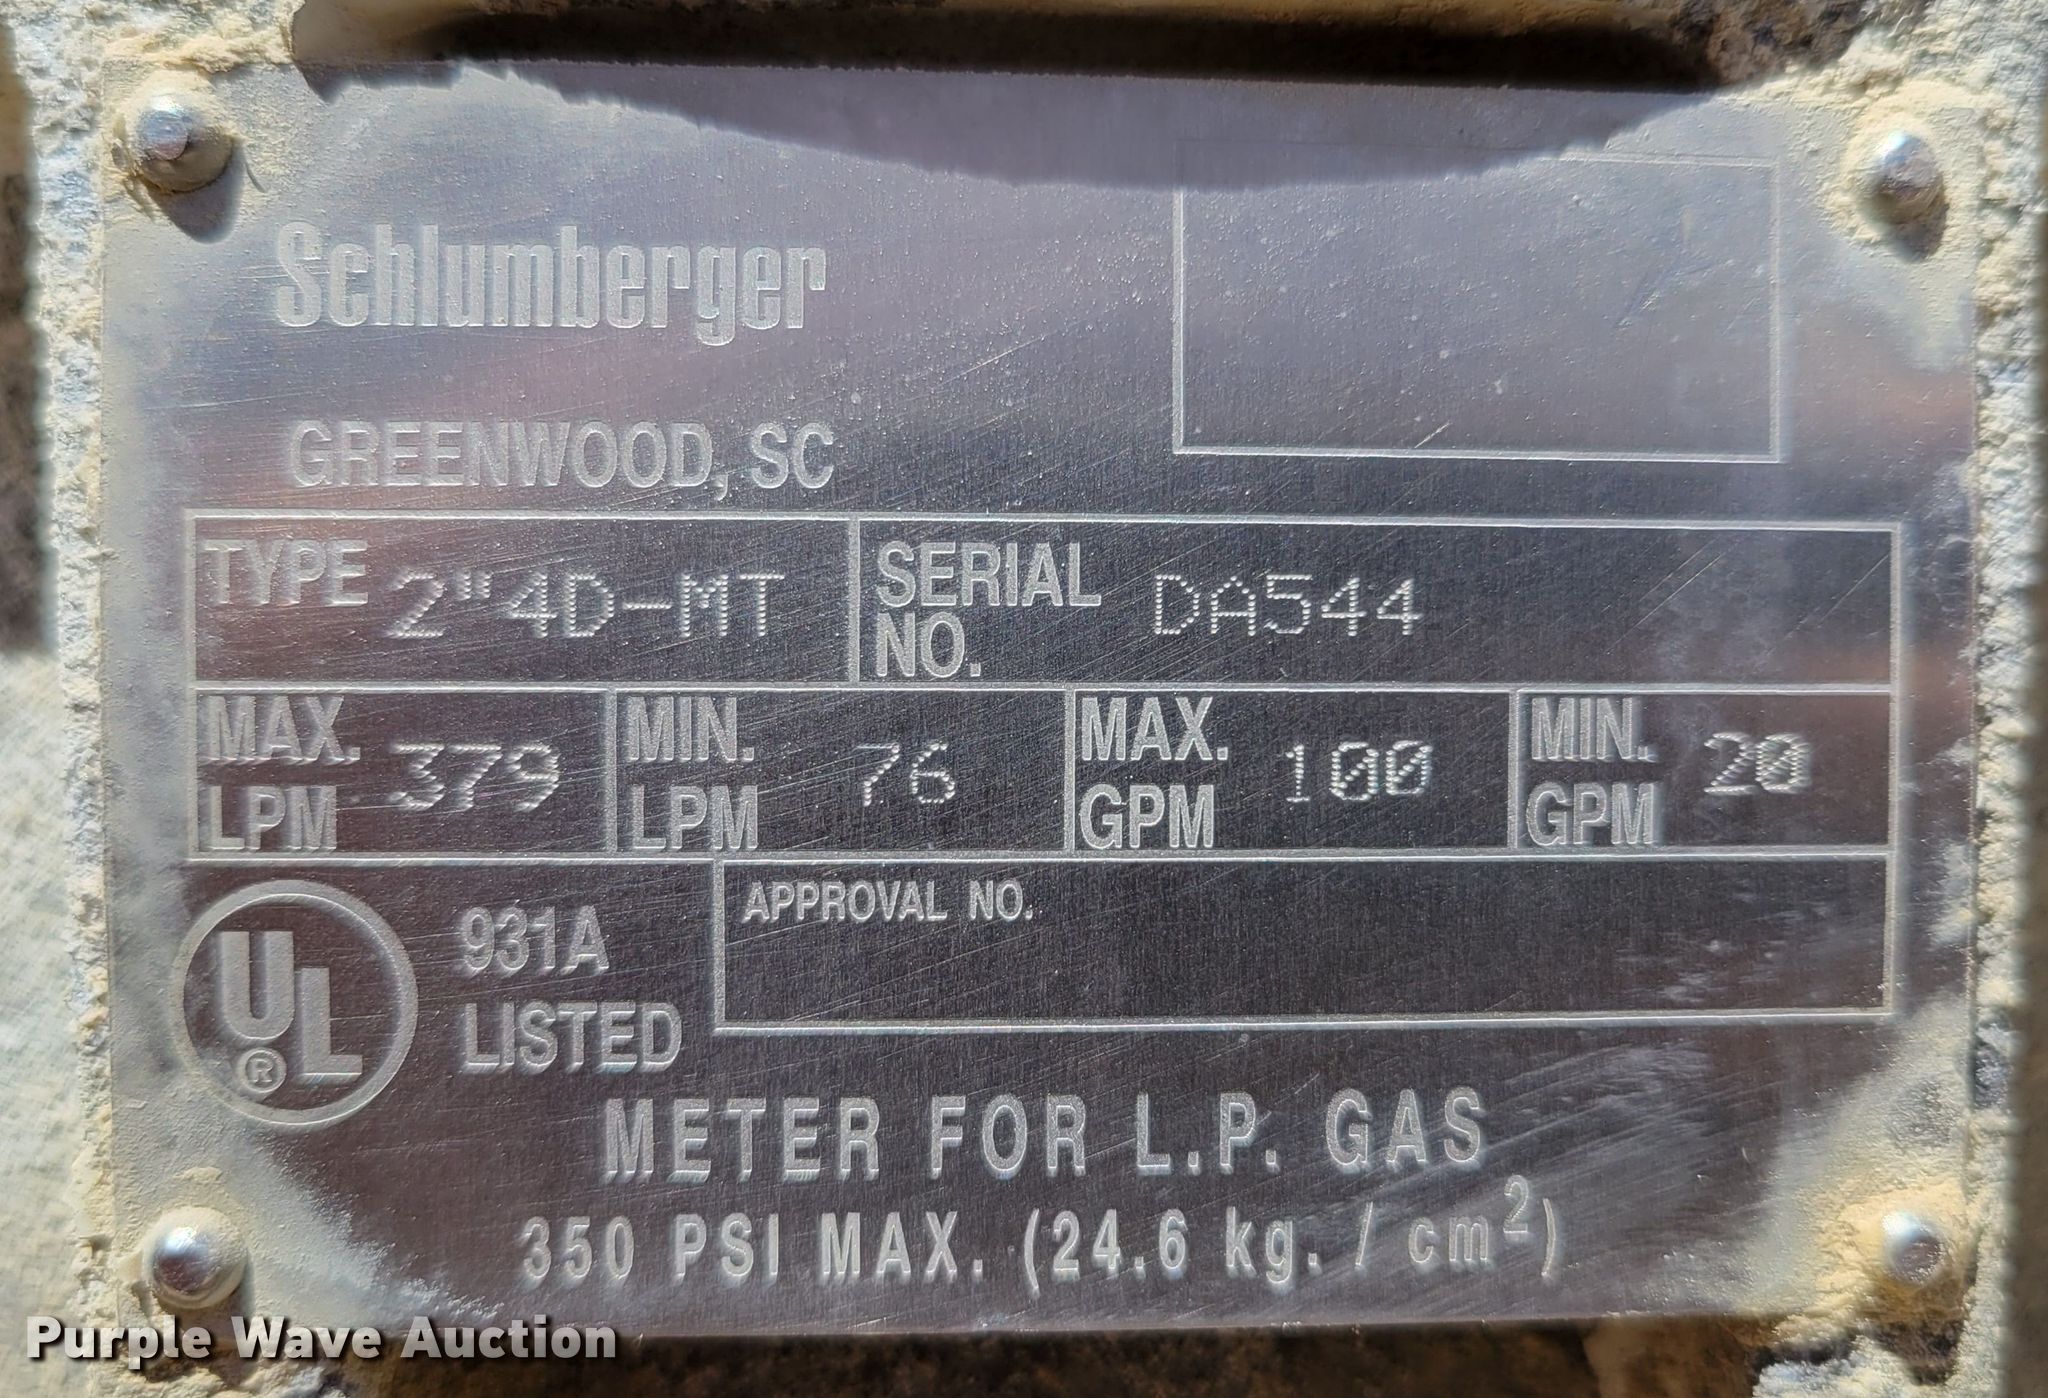 Schlumberger
GREENWOOD, SC
TYPE 2"4D-MT
SERIAL NO. DA544
MAX. LPM 379
MIN. LPM 76
MAX. GPM 100
MIN. GPM 20
UL®
931A
LISTED
APPROVAL NO.
METER FOR L.P. GAS
350 PSI MAX. (24.6 kg. / cm²)
Purple Wave Auction